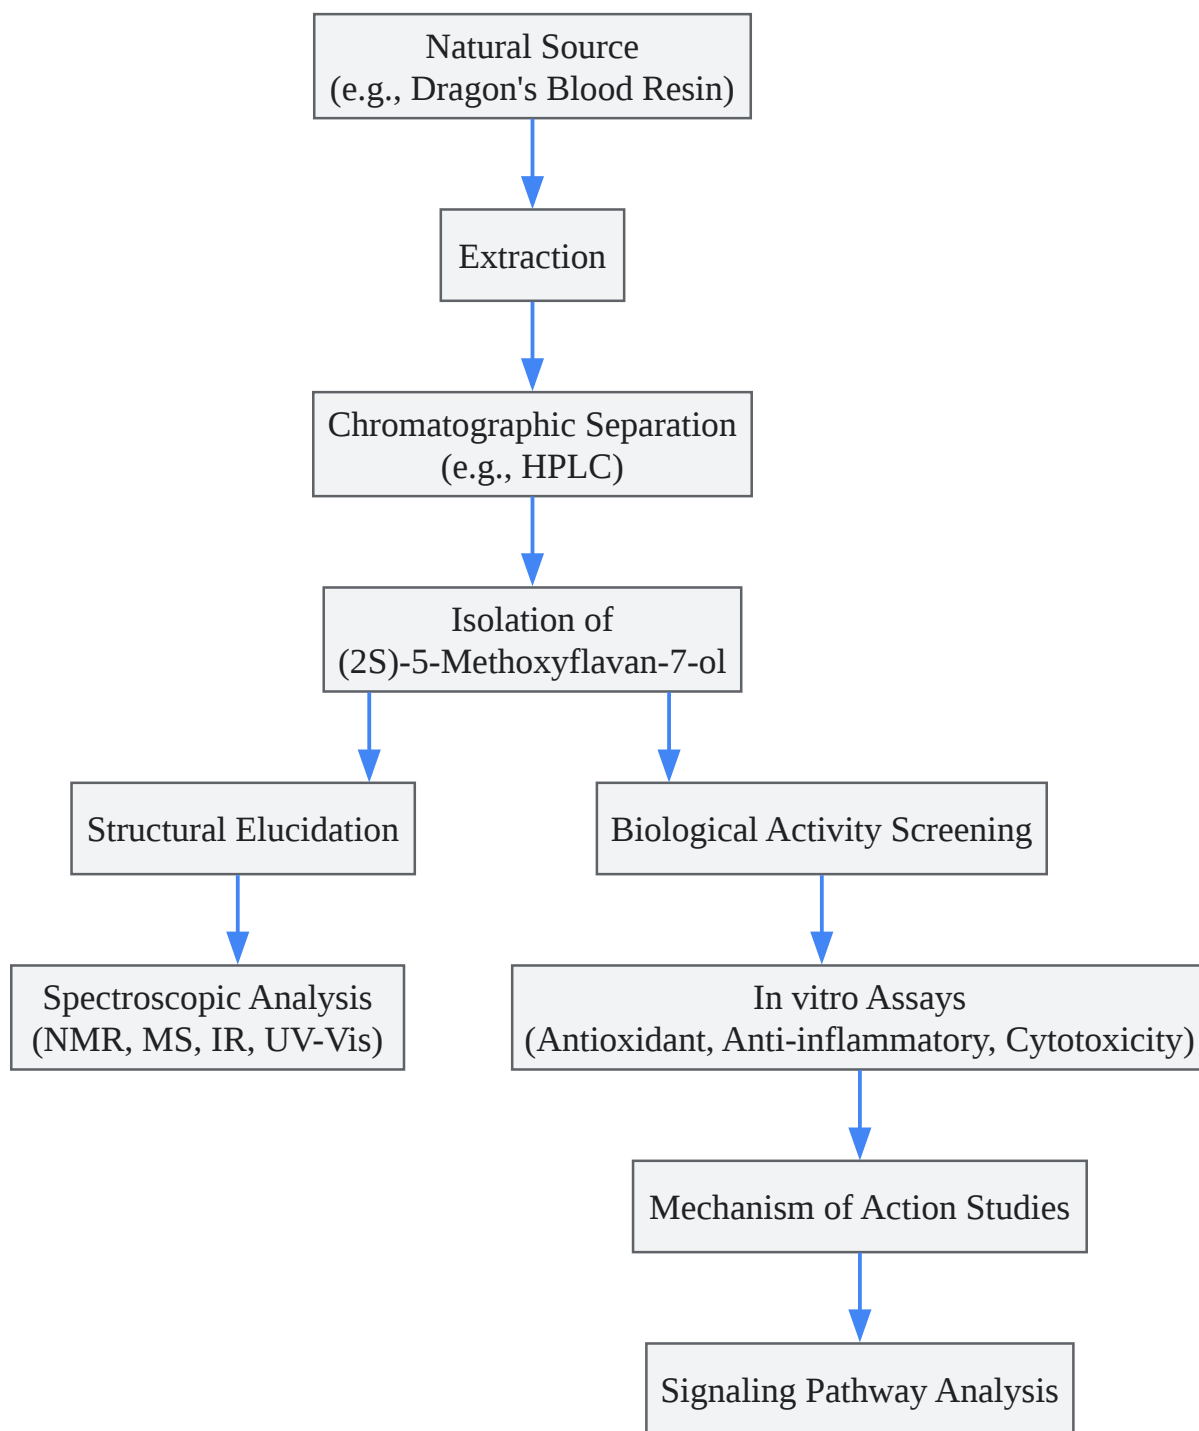 Natural Source
(e.g., Dragon's Blood Resin)
Extraction
Chromatographic Separation
(e.g., HPLC)
Isolation of
(2S)-5-Methoxyflavan-7-ol
Structural Elucidation
Biological Activity Screening
Spectroscopic Analysis
(NMR, MS, IR, UV-Vis)
In vitro Assays
(Antioxidant, Anti-inflammatory, Cytotoxicity)
Mechanism of Action Studies
Signaling Pathway Analysis